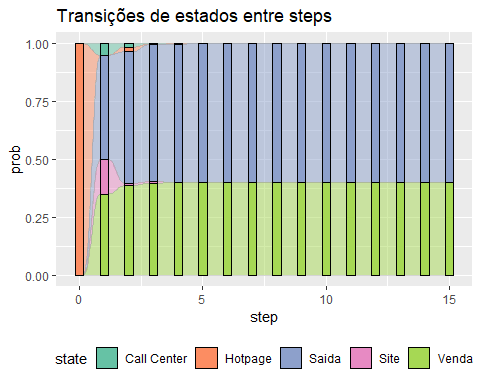 Transições de estados entre steps
1.00
0.75
0.50
0.25
0.00
prob
0 5 10 15
step
state Call Center Hotpage Saida Site Venda